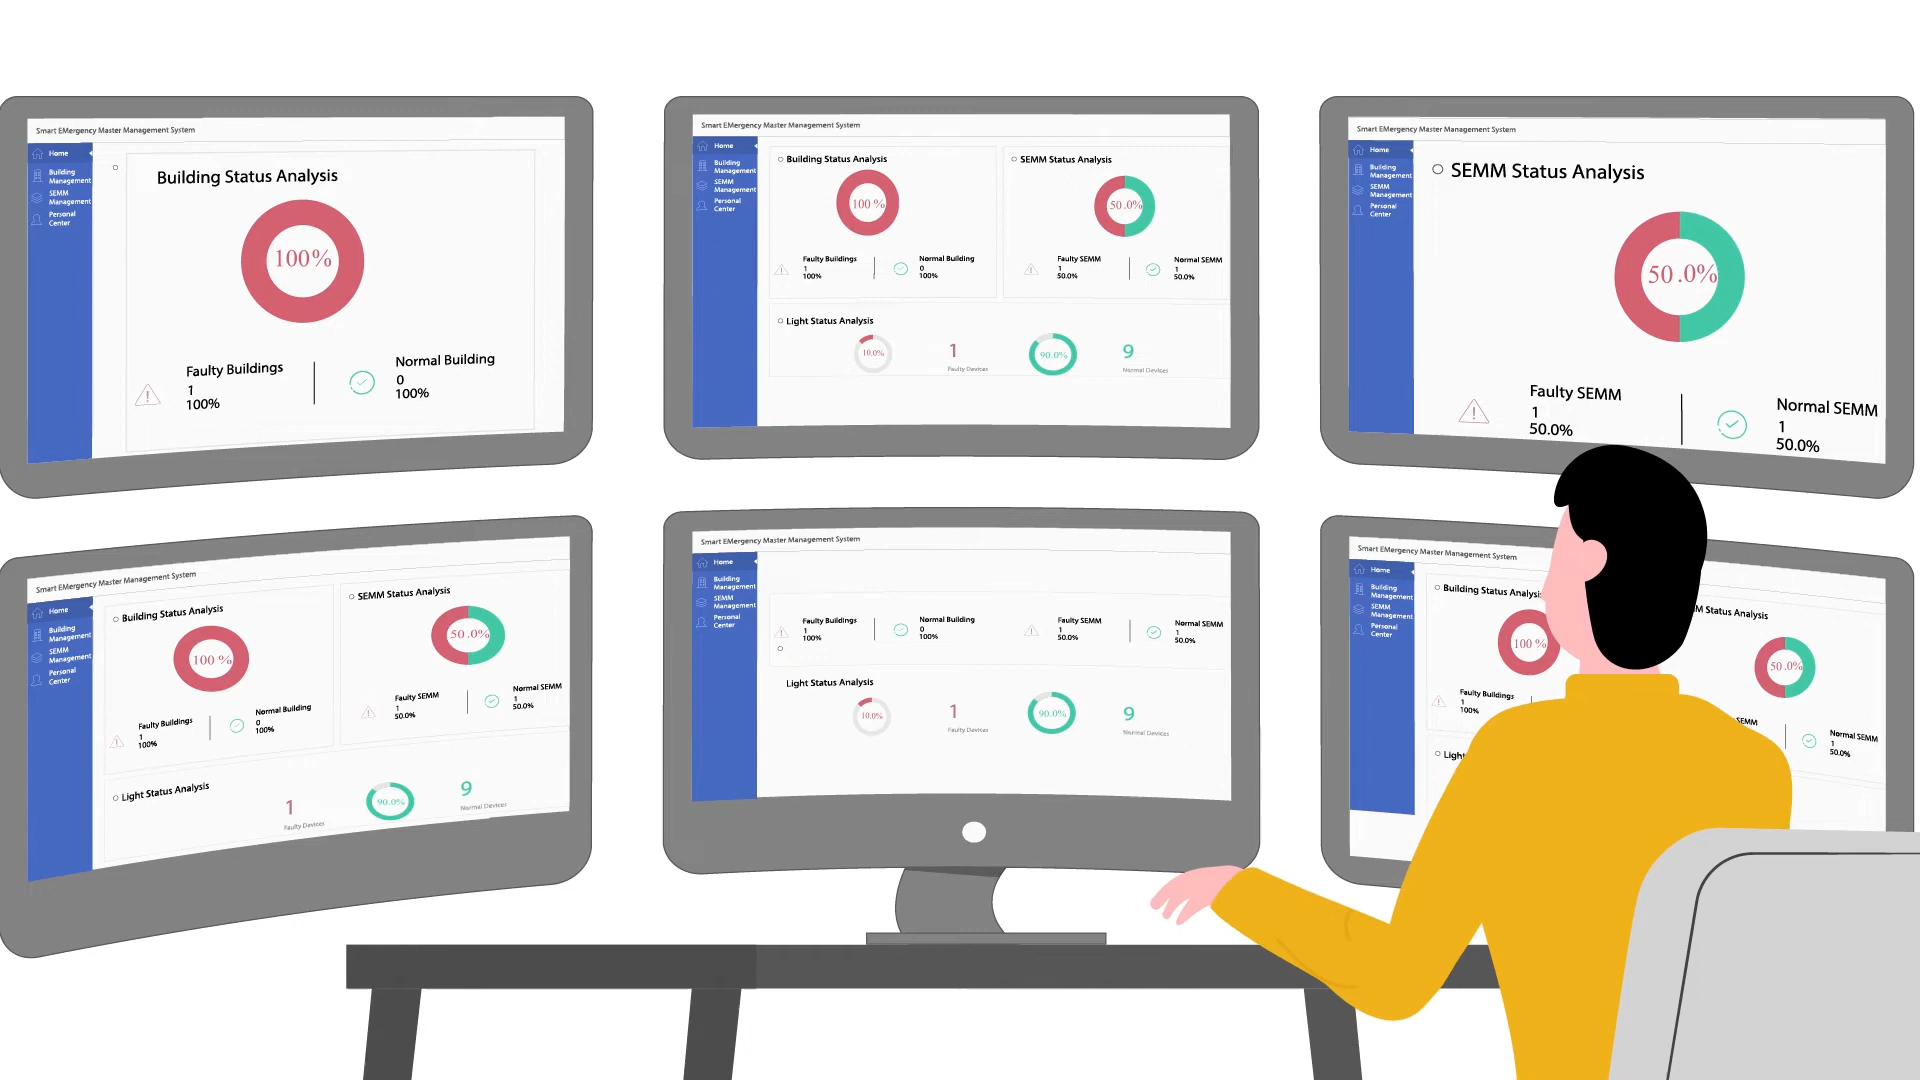 Smart EMergency Master Management System
Home
Building
Management
SEMM
Management
Personal
Center
Building Status Analysis
100%
Faulty Buildings
1
100%
Normal Building
0
100%
Smart EMergency Master Management System
Home
Building
Management
SEMM
Management
Personal
Center
Building Status Analysis
100 %
Faulty Buildings
1
100%
Normal Building
0
100%
SEMM Status Analysis
50.0%
Faulty SEMM
1
50.0%
Normal SEMM
1
50.0%
Light Status Analysis
10.0%
1
Faulty Devices
90.0%
9
Normal Devices
Smart EMergency Master Management System
Home
Building
Management
SEMM
Management
Personal
Center
SEMM Status Analysis
50.0%
Faulty SEMM
1
50.0%
Normal SEMM
1
50.0%
Smart EMergency Master Management System
Home
Building
Management
SEMM
Management
Personal
Center
Building Status Analysis
100 %
Faulty Buildings
1
100%
Normal Building
0
100%
SEMM Status Analysis
50.0%
Faulty SEMM
1
50.0%
Normal SEMM
1
50.0%
Light Status Analysis
1
Faulty Devices
90.0%
9
Normal Devices
Smart EMergency Master Management System
Home
Building
Management
SEMM
Management
Personal
Center
Faulty Buildings
1
100%
Normal Building
0
100%
Faulty SEMM
1
50.0%
Normal SEMM
1
50.0%
Light Status Analysis
10.0%
1
Faulty Devices
90.0%
9
Normal Devices
Smart EMergency Master Management System
Home
Building
Management
SEMM
Management
Personal
Center
Building Status Analysis
100 %
Faulty Buildings
1
100%
M Status Analysis
50.0%
SEMM
Normal SEMM
1
50.0%
Light